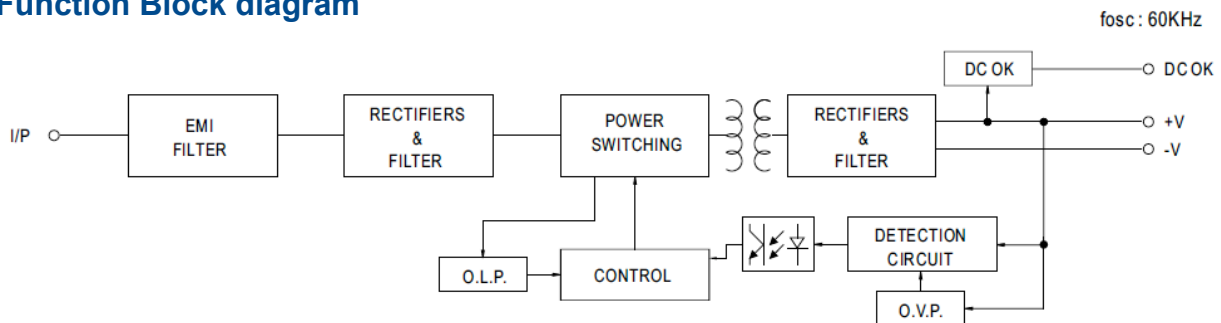 Function Block diagram
fosc : 60KHz
DC OK
DC OK
I/P
EMI
FILTER
RECTIFIERS
&
FILTER
POWER
SWITCHING
RECTIFIERS
&
FILTER
+V
-V
O.L.P.
CONTROL
DETECTION
CIRCUIT
O.V.P.